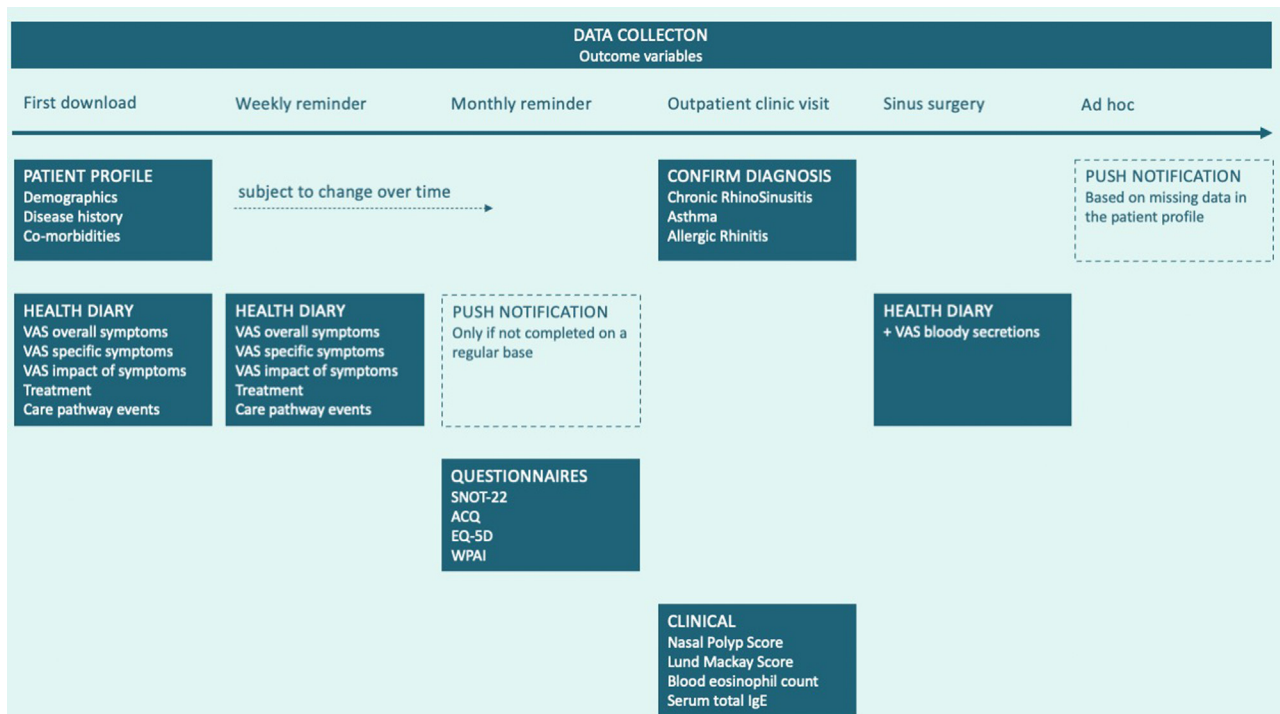 DATA COLLECTON
Outcome variables
First download
Weekly reminder
Monthly reminder
Outpatient clinic visit
Sinus surgery
Ad hoc
PATIENT PROFILE
Demographics
Disease history
Co-morbidities
subject to change over time
CONFIRM DIAGNOSIS
Chronic RhinoSinusitis
Asthma
Allergic Rhinitis
PUSH NOTIFICATION
Based on missing data in
the patient profile
HEALTH DIARY
VAS overall symptoms
VAS specific symptoms
VAS impact of symptoms
Treatment
Care pathway events
HEALTH DIARY
VAS overall symptoms
VAS specific symptoms
VAS impact of symptoms
Treatment
Care pathway events
PUSH NOTIFICATION
Only if not completed on a
regular base
HEALTH DIARY
+ VAS bloody secretions
QUESTIONNAIRES
SNOT-22
ACQ
EQ-5D
WPAI
CLINICAL
Nasal Polyp Score
Lund Mackay Score
Blood eosinophil count
Serum total IgE